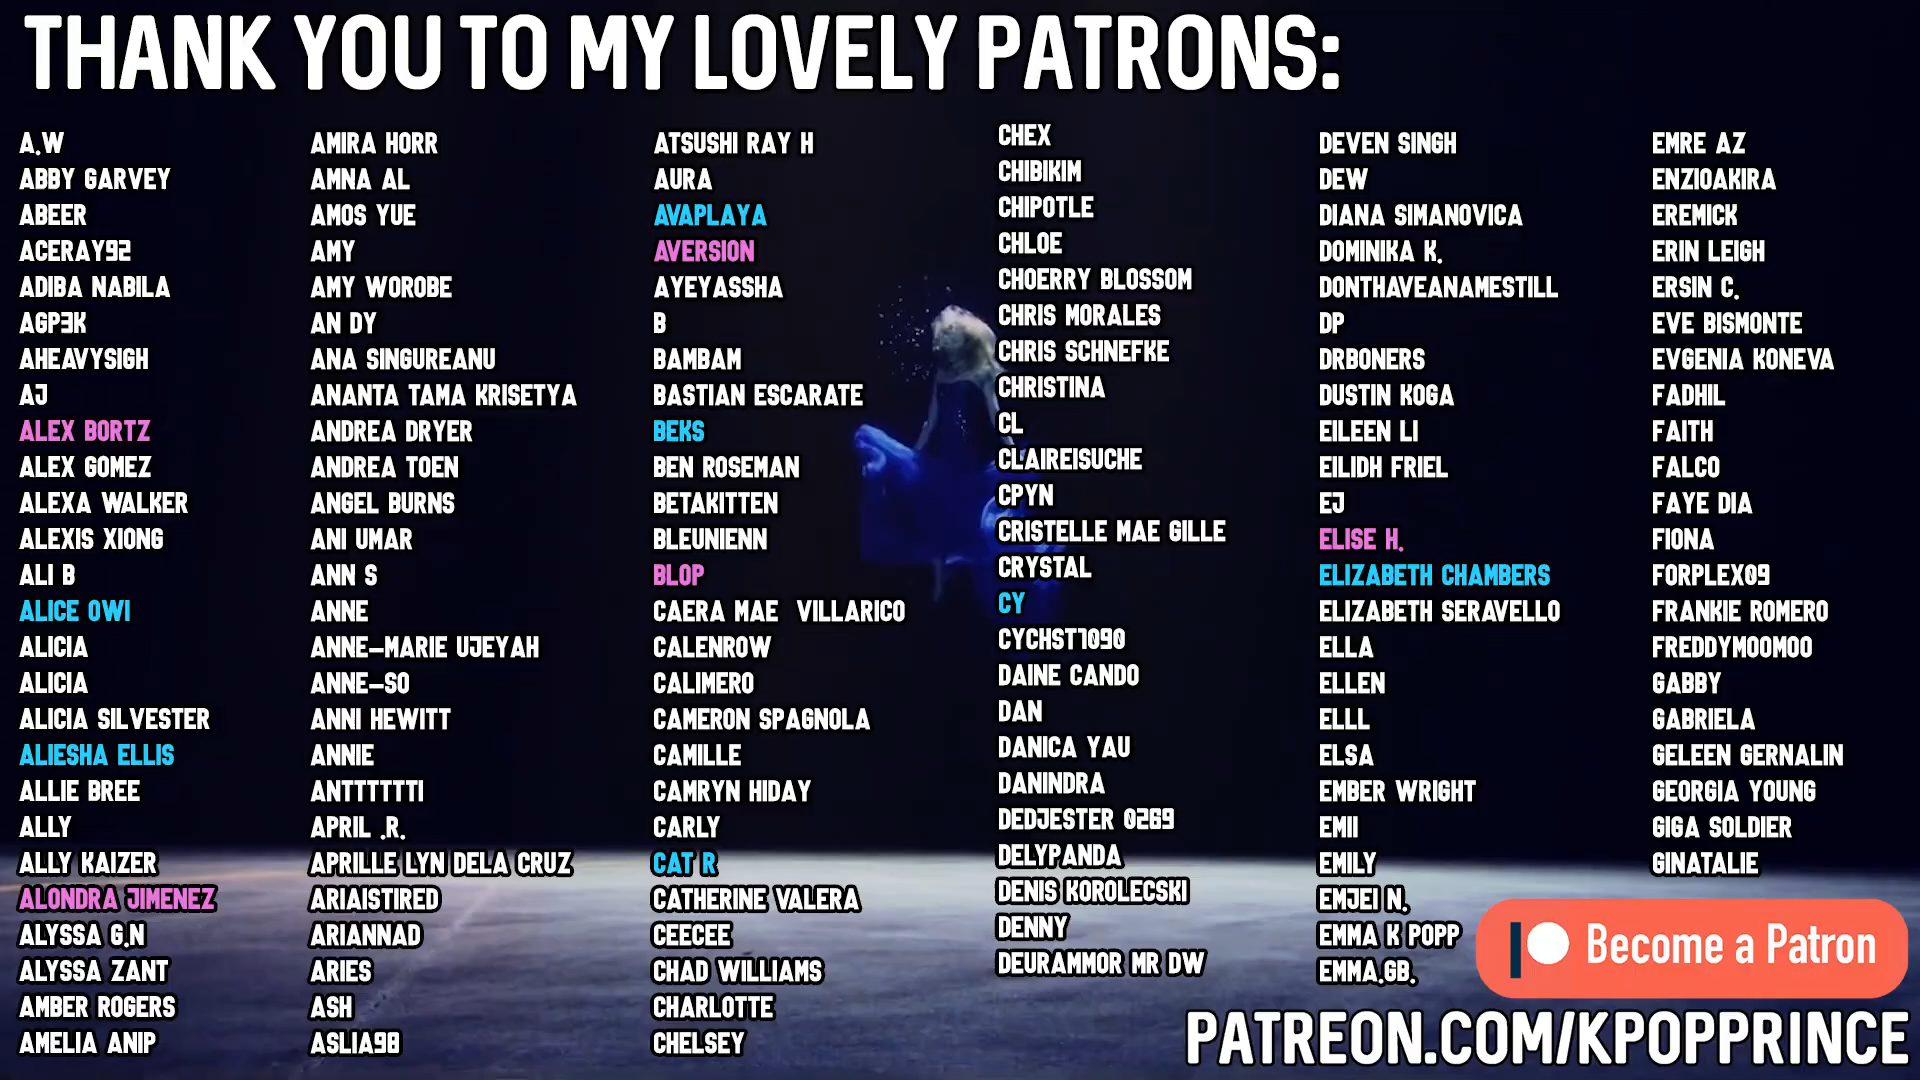 THANK YOU TO MY LOVELY PATRONS:
A.W
ABBY GARVEY
ABEER
ACERAY92
ADIBA NABILA
AGP3K
AHEAVYSIGH
AJ
ALEX BORTZ
ALEX GOMEZ
ALEXA WALKER
ALEXIS XIONG
ALI B
ALICE OWI
ALICIA
ALICIA
ALICIA SILVESTER
ALIESHA ELLIS
ALLIE BREE
ALLY
ALLY KAIZER
ALONDRA JIMENEZ
ALYSSA G.N
ALYSSA ZANT
AMBER ROGERS
AMELIA ANIP
AMIRA HORR
AMNA AL
AMOS YUE
AMY
AMY WOROBE
AN DY
ANA SINGUREANU
ANANTA TAMA KRISETYA
ANDREA DRYER
ANDREA TOEN
ANGEL BURNS
ANI UMAR
ANN S
ANNE
ANNE-MARIE UJEYAH
ANNE-SO
ANNI HEWITT
ANNIE
ANTTTTTTI
APRIL .R.
APRILLE LYN DELA CRUZ
ARIAISTIRED
ARIANNAD
ARIES
ASH
ASLIA98
ATSUSHI RAY H
AURA
AVAPLAYA
AVERSION
AYEYASSHA
B
BAMBAM
BASTIAN ESCARATE
BEKS
BEN ROSEMAN
BETAKITTEN
BLEUNIENN
BLOP
CAERA MAE  VILLARICO
CALENROW
CALIMERO
CAMERON SPAGNOLA
CAMILLE
CAMRYN HIDAY
CARLY
CAT R
CATHERINE VALERA
CEECEE
CHAD WILLIAMS
CHARLOTTE
CHELSEY
CHEX
CHIBIKIM
CHIPOTLE
CHLOE
CHOERRY BLOSSOM
CHRIS MORALES
CHRIS SCHNEFKE
CHRISTINA
CL
CLAIREISUCHE
CPYN
CRISTELLE MAE GILLE
CRYSTAL
CY
CYCHST1090
DAINE CANDO
DAN
DANICA YAU
DANINDRA
DEDJESTER 0269
DELYPANDA
DENIS KOROLECSKI
DENNY
DEURAMMOR MR DW
DEVEN SINGH
DEW
DIANA SIMANOVICA
DOMINIKA K.
DONTHAVEANAMESTILL
DP
DRBONERS
DUSTIN KOGA
EILEEN LI
EILIDH FRIEL
EJ
ELISE H.
ELIZABETH CHAMBERS
ELIZABETH SERAVELLO
ELLA
ELLEN
ELLL
ELSA
EMBER WRIGHT
EMII
EMILY
EMJEI N.
EMMA K POPP
EMMA.GB.
EMRE AZ
ENZIOAKIRA
EREMICK
ERIN LEIGH
ERSIN C.
EVE BISMONTE
EVGENIA KONEVA
FADHIL
FAITH
FALCO
FAYE DIA
FIONA
FORPLEX09
FRANKIE ROMERO
FREDDYMOOMOO
GABBY
GABRIELA
GELEEN GERNALIN
GEORGIA YOUNG
GIGA SOLDIER
GINATALIE
Become a Patron
PATREON.COM/KPOPPRINCE